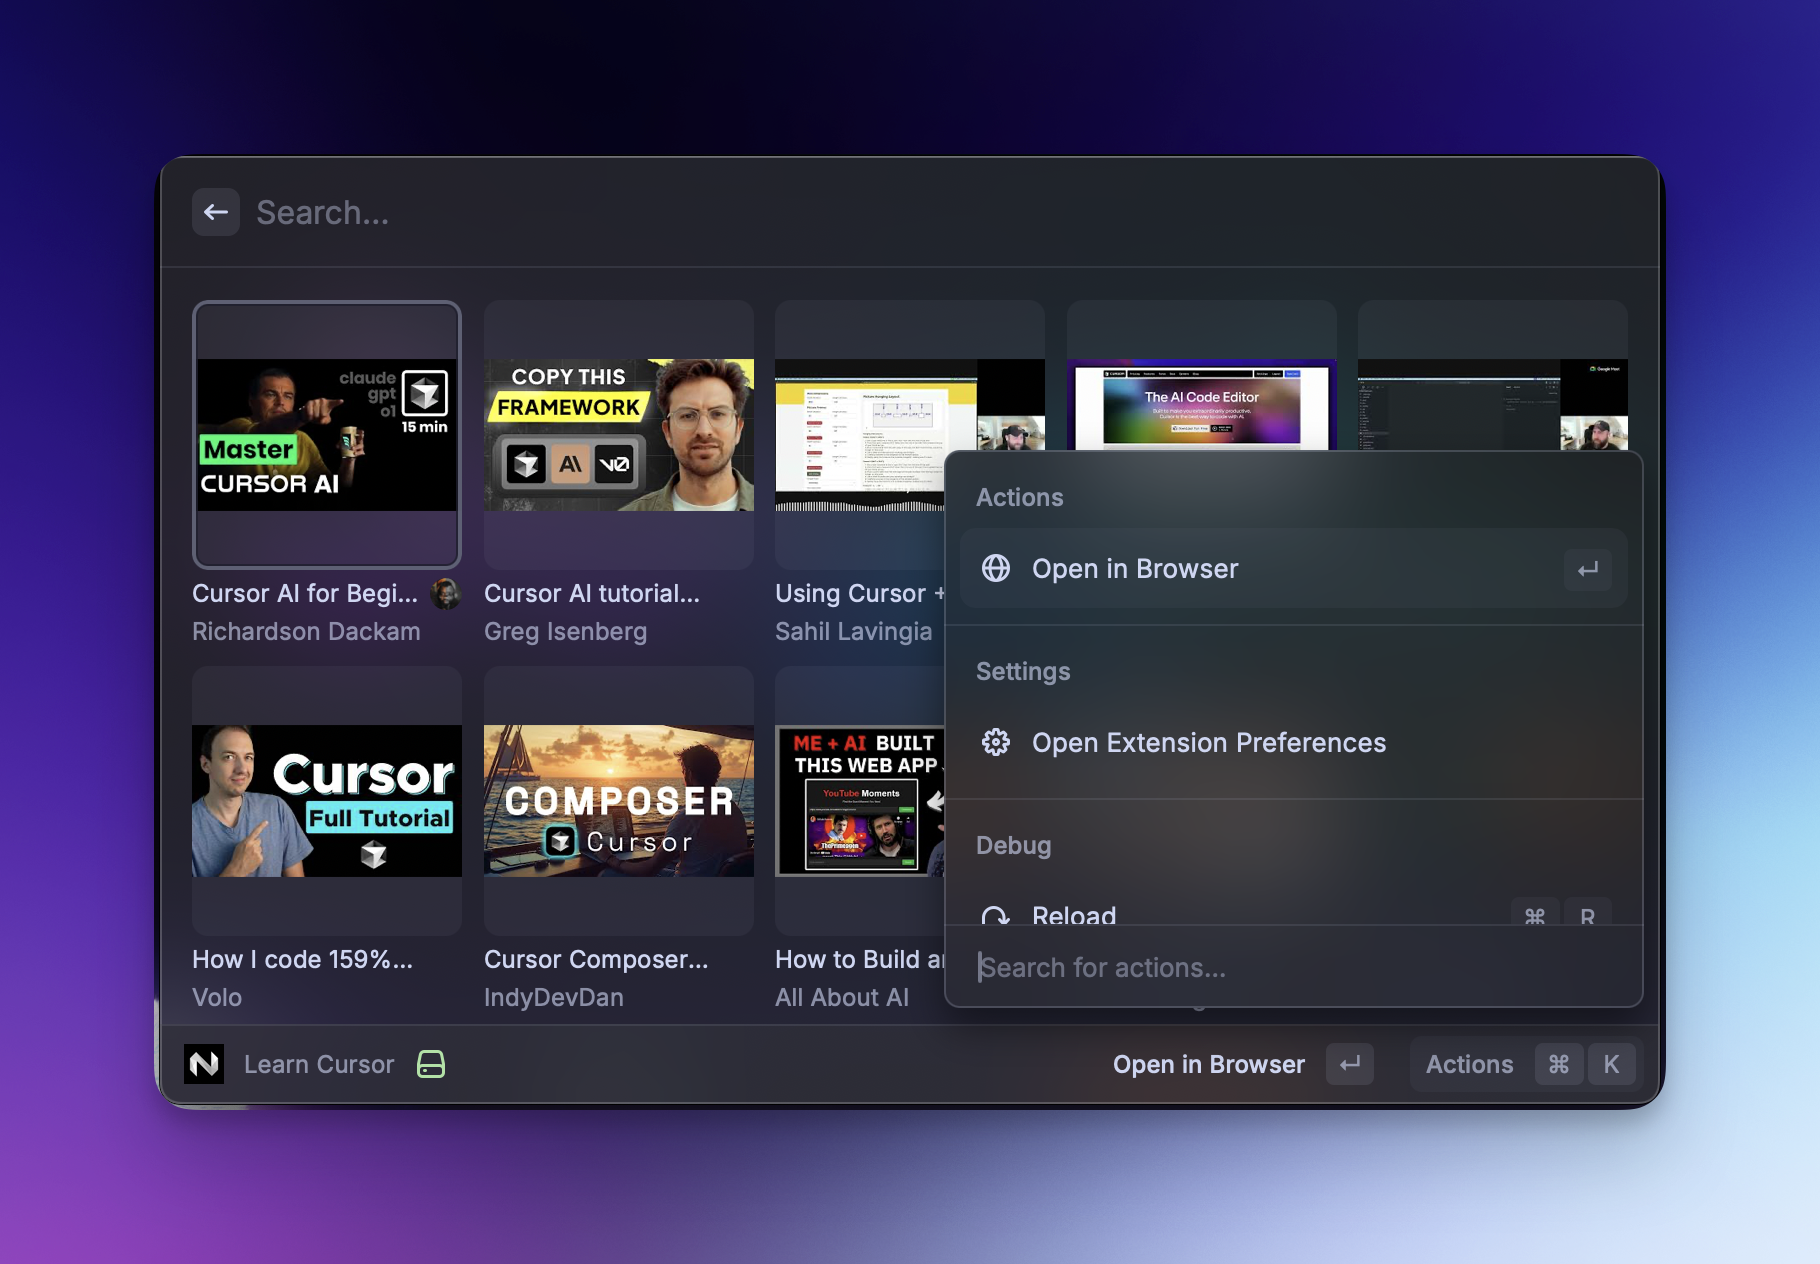 Search...
claude
gpt
o1
15 min
Master
CURSOR AI
COPY THIS
FRAMEWORK
The AI Code Editor
Cursor AI for Begi...
Richardson Dackam
Cursor AI tutorial...
Greg Isenberg
Using Cursor +
Sahil Lavingia
Cursor
Full Tutorial
COMPOSER
Cursor
ME + AI BUILT
THIS WEB APP
YouTube Moments
How I code 159%...
Volo
Cursor Composer...
IndyDevDan
How to Build an
All About AI
Actions
Open in Browser
Settings
Open Extension Preferences
Debug
Reload
⌘ R
Search for actions...
Learn Cursor
Open in Browser
Actions
⌘ K